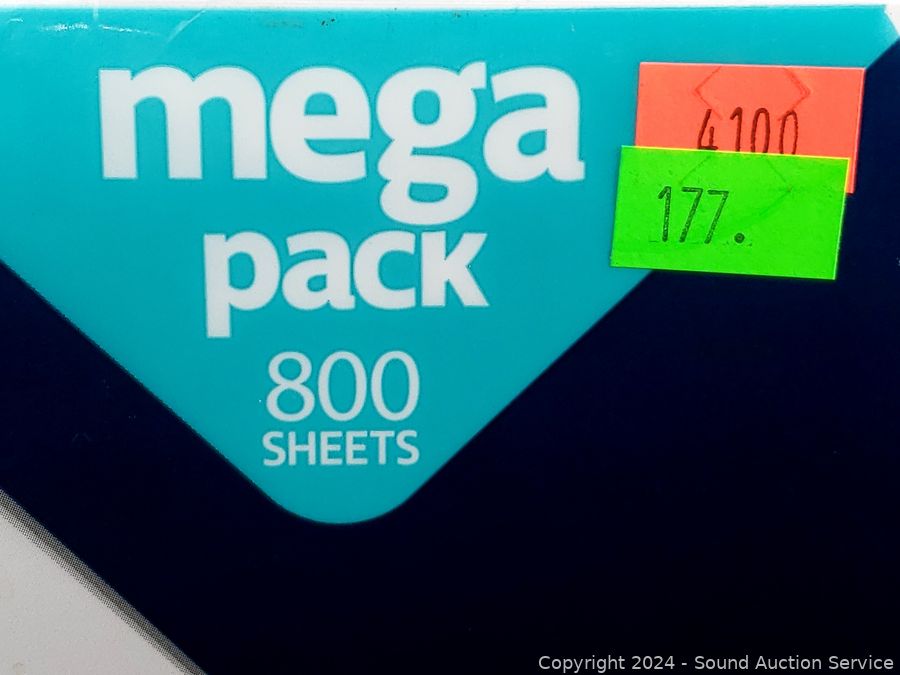 mega
pack
800
SHEETS
4100
177.
Copyright 2024 - Sound Auction Service